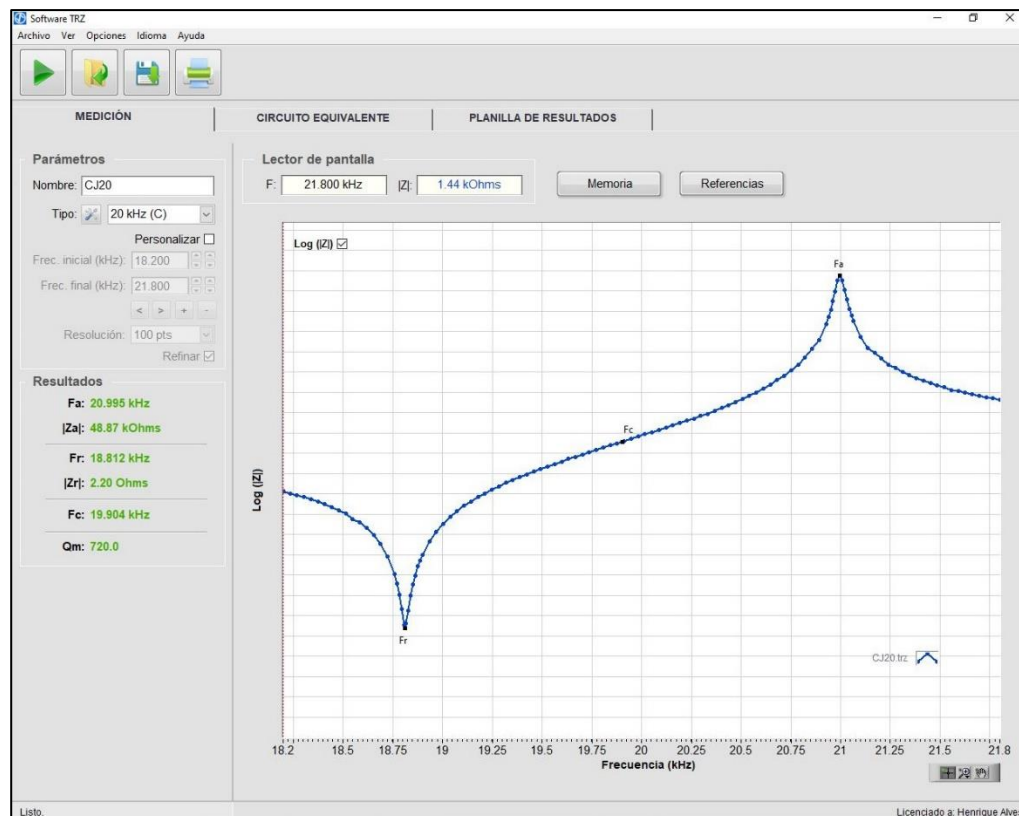 Software TRZ
Archivo Ver Opciones Idioma Ayuda
MEDICIÓN
CIRCUITO EQUIVALENTE
PLANILLA DE RESULTADOS
Parámetros
Nombre: CJ20
Tipo: 20 kHz (C)
Personalizar
Frec. inicial (kHz): 18.200
Frec. final (kHz): 21.800
< > + -
Resolución: 100 pts
Refinar
Resultados
Fa: 20.995 kHz
|Za|: 48.87 kOhms
Fr: 18.812 kHz
|Zr|: 2.20 Ohms
Fc: 19.904 kHz
Qm: 720.0
Lector de pantalla
F: 21.800 kHz |Z|: 1.44 kOhms
Memoria
Referencias
Log (|Z|)
Fa
Fc
Log (|Z|)
Fr
CJ20.trz
18.2 18.5 18.75 19 19.25 19.5 19.75 20 20.25 20.5 20.75 21 21.25 21.5 21.8
Frecuencia (kHz)
Listo.
Licenciado a: Henrique Alve